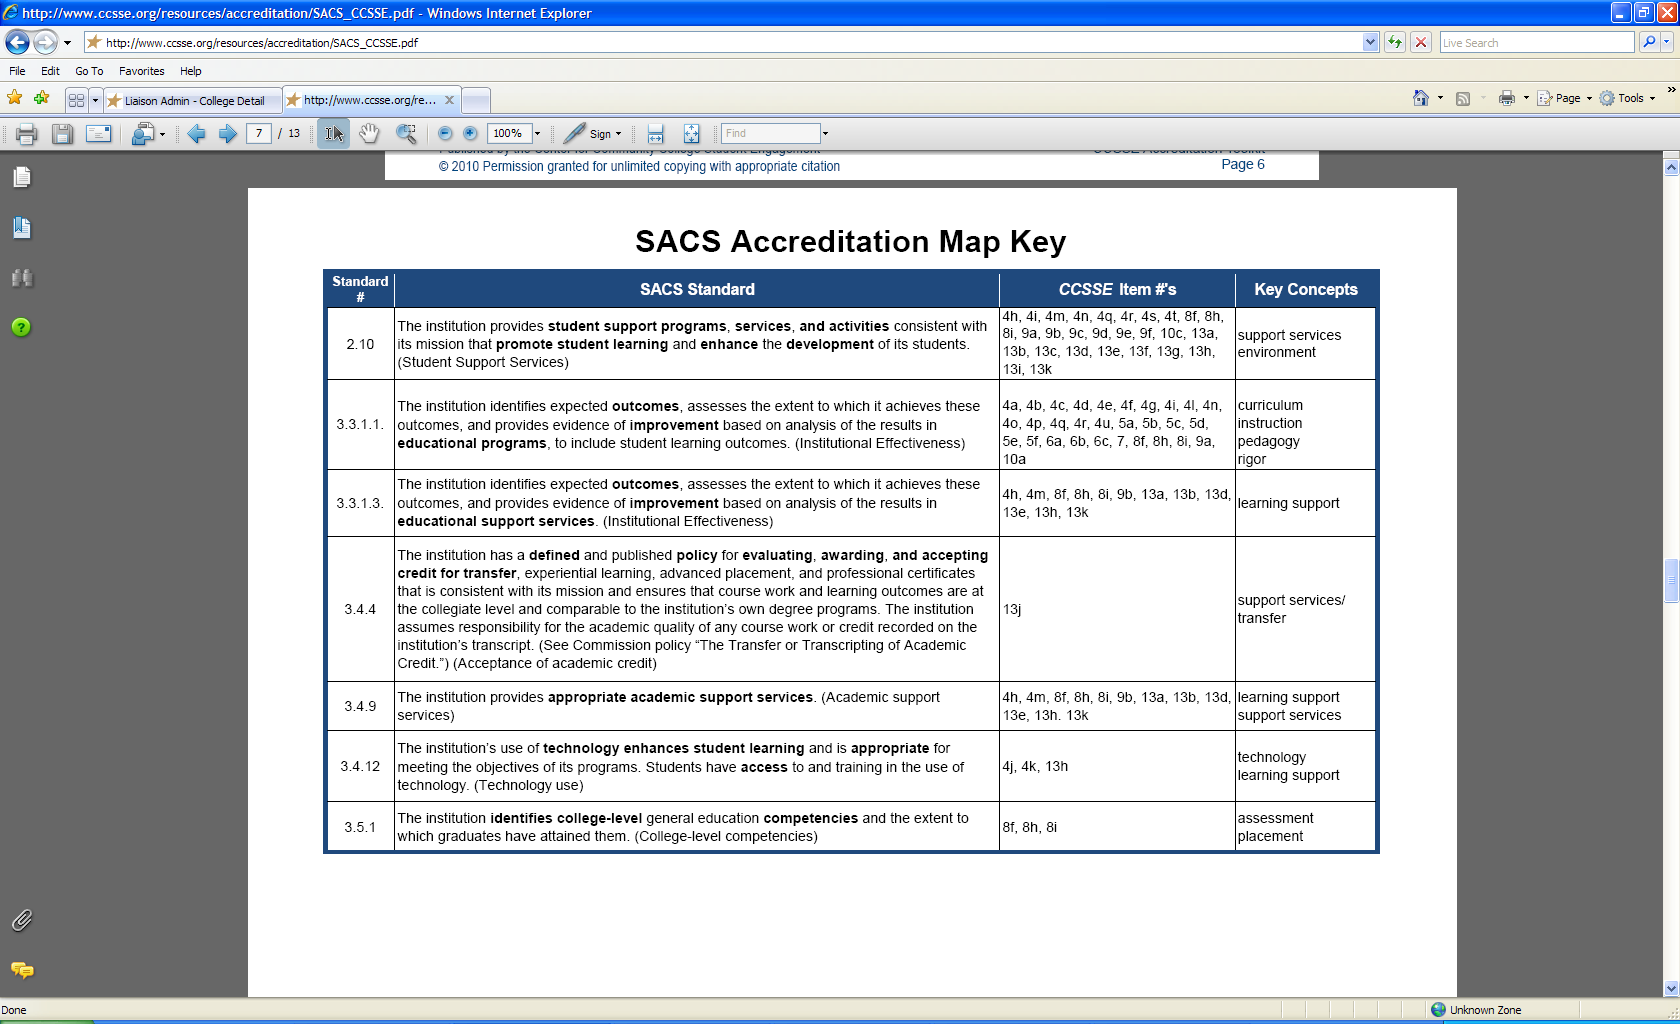 http://www.ccsse.org/resources/accreditation/SACS_CCSSE.pdf - Windows Internet Explorer
http://www.ccsse.org/resources/accreditation/SACS_CCSSE.pdf
Live Search
File Edit Go To Favorites Help
Liaison Admin - College Detail
http://www.ccsse.org/re...
Page Tools
7 / 13
100%
Sign
Find
Published by the Center for Community College Student Engagement
CCSSE Accreditation Toolkit
© 2010 Permission granted for unlimited copying with appropriate citation
Page 6
SACS Accreditation Map Key
Standard
#
SACS Standard
CCSSE Item #'s
Key Concepts
2.10
The institution provides student support programs, services, and activities consistent with
its mission that promote student learning and enhance the development of its students.
(Student Support Services)
4h, 4i, 4m, 4n, 4q, 4r, 4s, 4t, 8f, 8h,
8i, 9a, 9b, 9c, 9d, 9e, 9f, 10c, 13a,
13b, 13c, 13d, 13e, 13f, 13g, 13h,
13i, 13k
support services
environment
3.3.1.1.
The institution identifies expected outcomes, assesses the extent to which it achieves these
outcomes, and provides evidence of improvement based on analysis of the results in
educational programs, to include student learning outcomes. (Institutional Effectiveness)
4a, 4b, 4c, 4d, 4e, 4f, 4g, 4i, 4l, 4n,
4o, 4p, 4q, 4r, 4u, 5a, 5b, 5c, 5d,
5e, 5f, 6a, 6b, 6c, 7, 8f, 8h, 8i, 9a,
10a
curriculum
instruction
pedagogy
rigor
3.3.1.3.
The institution identifies expected outcomes, assesses the extent to which it achieves these
outcomes, and provides evidence of improvement based on analysis of the results in
educational support services. (Institutional Effectiveness)
4h, 4m, 8f, 8h, 8i, 9b, 13a, 13b, 13d,
13e, 13h, 13k
learning support
3.4.4
The institution has a defined and published policy for evaluating, awarding, and accepting
credit for transfer, experiential learning, advanced placement, and professional certificates
that is consistent with its mission and ensures that course work and learning outcomes are at
the collegiate level and comparable to the institution’s own degree programs. The institution
assumes responsibility for the academic quality of any course work or credit recorded on the
institution’s transcript. (See Commission policy “The Transfer or Transcripting of Academic
Credit.”) (Acceptance of academic credit)
13j
support services/
transfer
3.4.9
The institution provides appropriate academic support services. (Academic support
services)
4h, 4m, 8f, 8h, 8i, 9b, 13a, 13b, 13d,
13e, 13h. 13k
learning support
support services
3.4.12
The institution’s use of technology enhances student learning and is appropriate for
meeting the objectives of its programs. Students have access to and training in the use of
technology. (Technology use)
4j, 4k, 13h
technology
learning support
3.5.1
The institution identifies college-level general education competencies and the extent to
which graduates have attained them. (College-level competencies)
8f, 8h, 8i
assessment
placement
Done
Unknown Zone